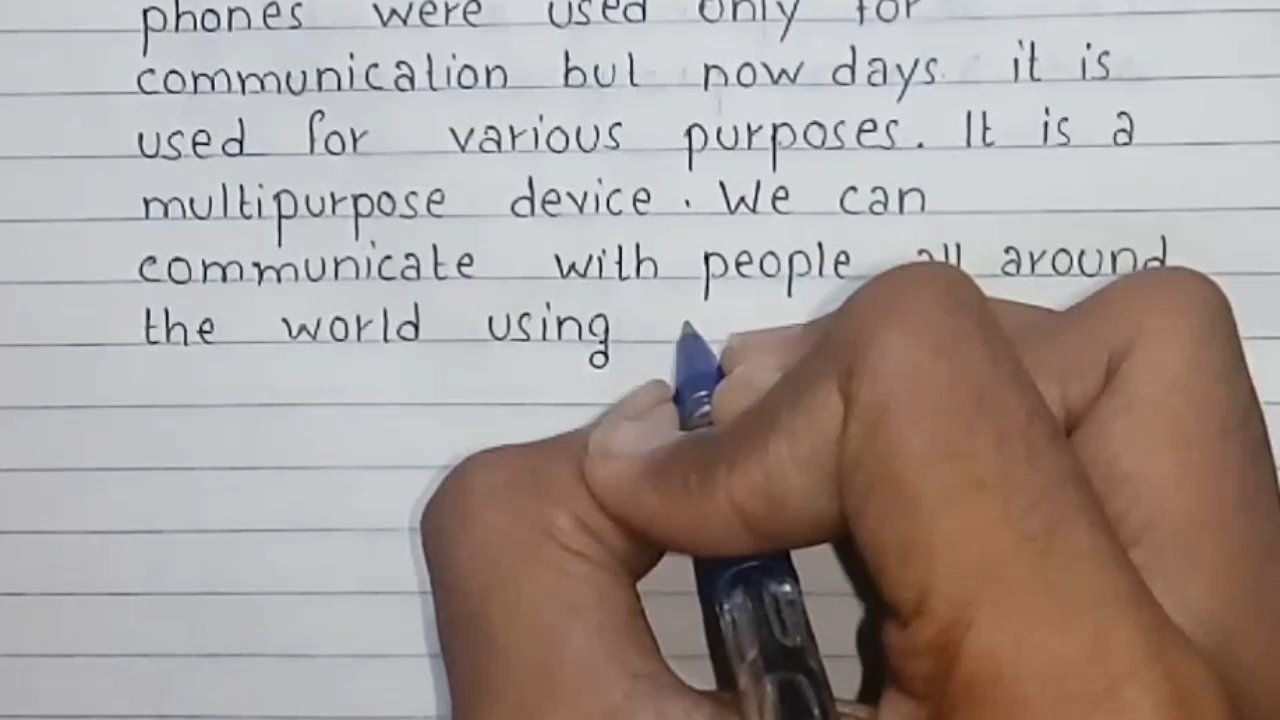 phones were used only for
communication but now days it is
used for various purposes. It is a
multipurpose device. We can
communicate with people all around
the world using